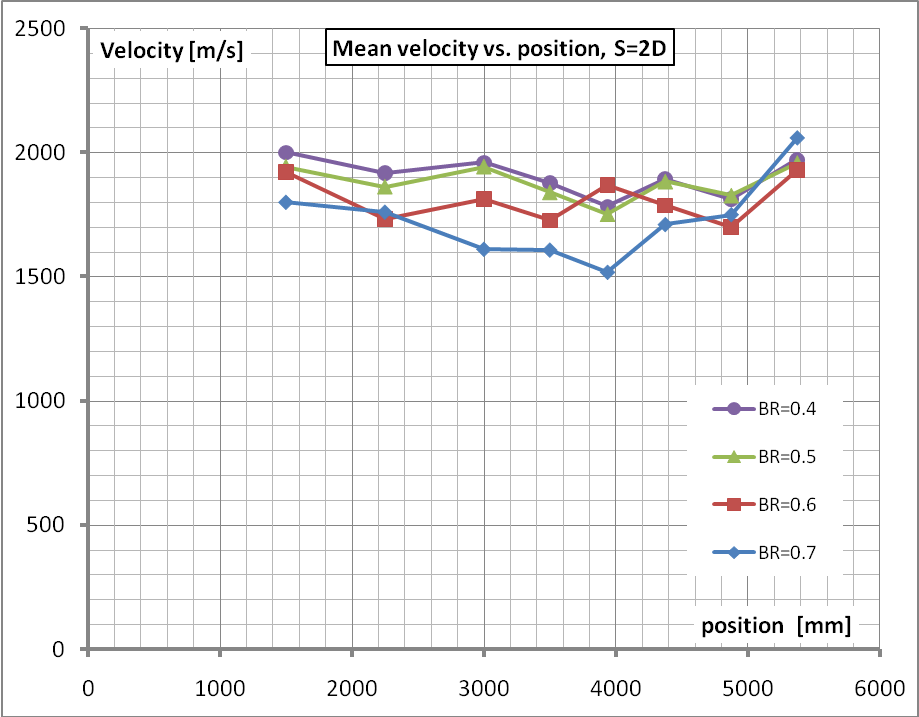 2500
Velocity [m/s]
Mean velocity vs. position, S=2D
2000
1500
1000
BR=0.4
BR=0.5
BR=0.6
500
BR=0.7
position [mm]
0
0 1000 2000 3000 4000 5000 6000